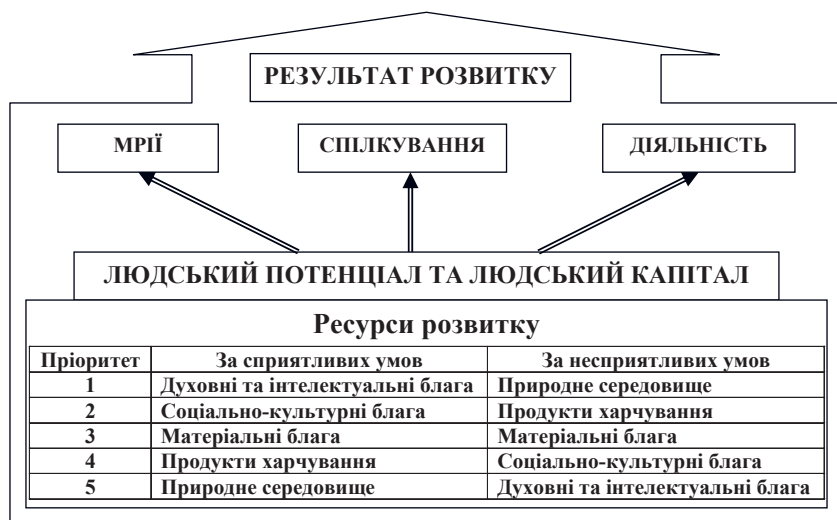 РЕЗУЛЬТАТ РОЗВИТКУ
МРІЇ СПІЛКУВАННЯ ДІЯЛЬНІСТЬ
ЛЮДСЬКИЙ ПОТЕНЦІАЛ ТА ЛЮДСЬКИЙ КАПІТАЛ
Ресурси розвитку
Пріоритет За сприятливих умов За несприятливих умов
1 Духовні та інтелектуальні блага Природне середовище
2 Соціально-культурні блага Продукти харчування
3 Матеріальні блага Матеріальні блага
4 Продукти харчування Соціально-культурні блага
5 Природне середовище Духовні та інтелектуальні блага